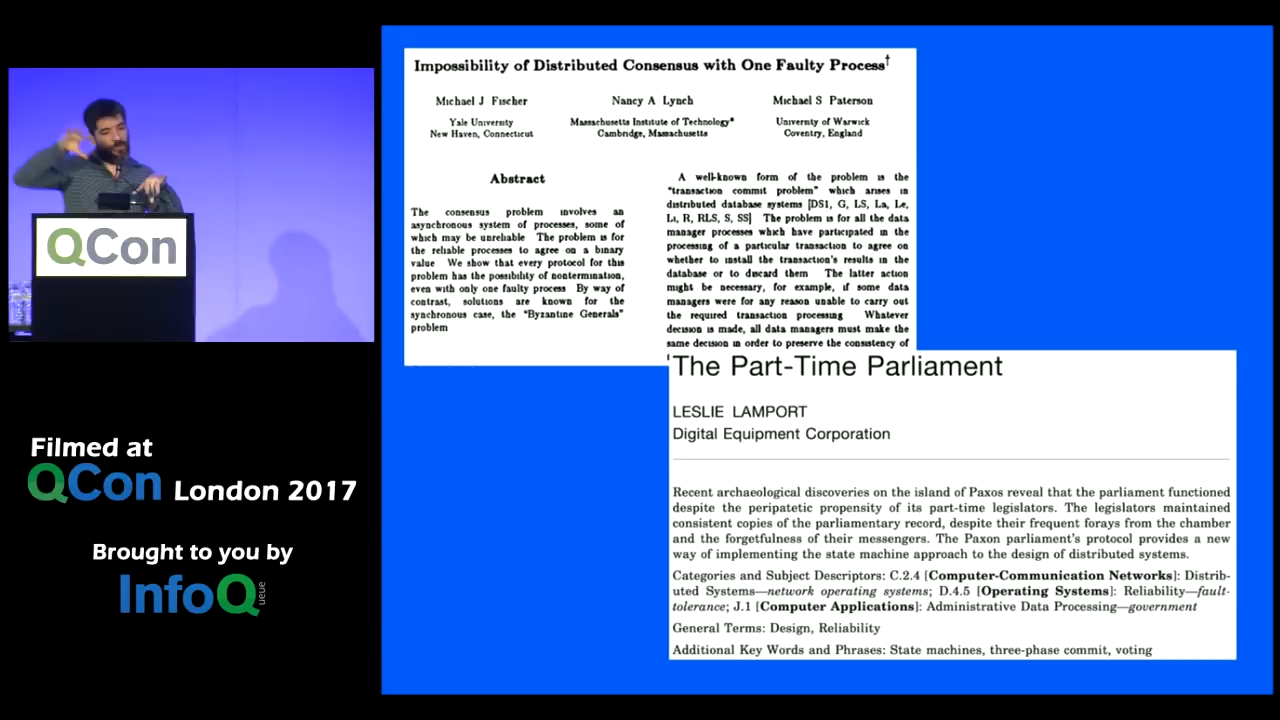 QCon
Filmed at
QCon London 2017
Brought to you by
InfoQ
queue
Impossibility of Distributed Consensus with One Faulty Process†
Michael J Fischer
Yale University
New Haven, Connecticut
Nancy A Lynch
Massachusetts Institute of Technology*
Cambridge, Massachusetts
Michael S Paterson
University of Warwick
Coventry, England
Abstract
The consensus problem involves an
asynchronous system of processes, some of
which may be unreliable The problem is for
the reliable processes to agree on a binary
value We show that every protocol for this
problem has the possibility of nontermination,
even with only one faulty process By way of
contrast, solutions are known for the
synchronous case, the "Byzantine Generals"
problem
A well-known form of the problem is the
"transaction commit problem" which arises in
distributed database systems [DS1, G, LS, La, Le,
Li, R, RLS, S, SS] The problem is for all the data
manager processes which have participated in the
processing of a particular transaction to agree on
whether to install the transaction's results in the
database or to discard them The latter action
might be necessary, for example, if some data
managers were for any reason unable to carry out
the required transaction processing Whatever
decision is made, all data managers must make the
same decision in order to preserve the consistency of
The Part-Time Parliament
LESLIE LAMPORT
Digital Equipment Corporation
Recent archaeological discoveries on the island of Paxos reveal that the parliament functioned
despite the peripatetic propensity of its part-time legislators. The legislators maintained
consistent copies of the parliamentary record, despite their frequent forays from the chamber
and the forgetfulness of their messengers. The Paxon parliament's protocol provides a new
way of implementing the state machine approach to the design of distributed systems.
Categories and Subject Descriptors: C.2.4 [Computer-Communication Networks]: Distrib-
uted Systems—network operating systems; D.4.5 [Operating Systems]: Reliability—fault-
tolerance; J.1 [Computer Applications]: Administrative Data Processing—government
General Terms: Design, Reliability
Additional Key Words and Phrases: State machines, three-phase commit, voting